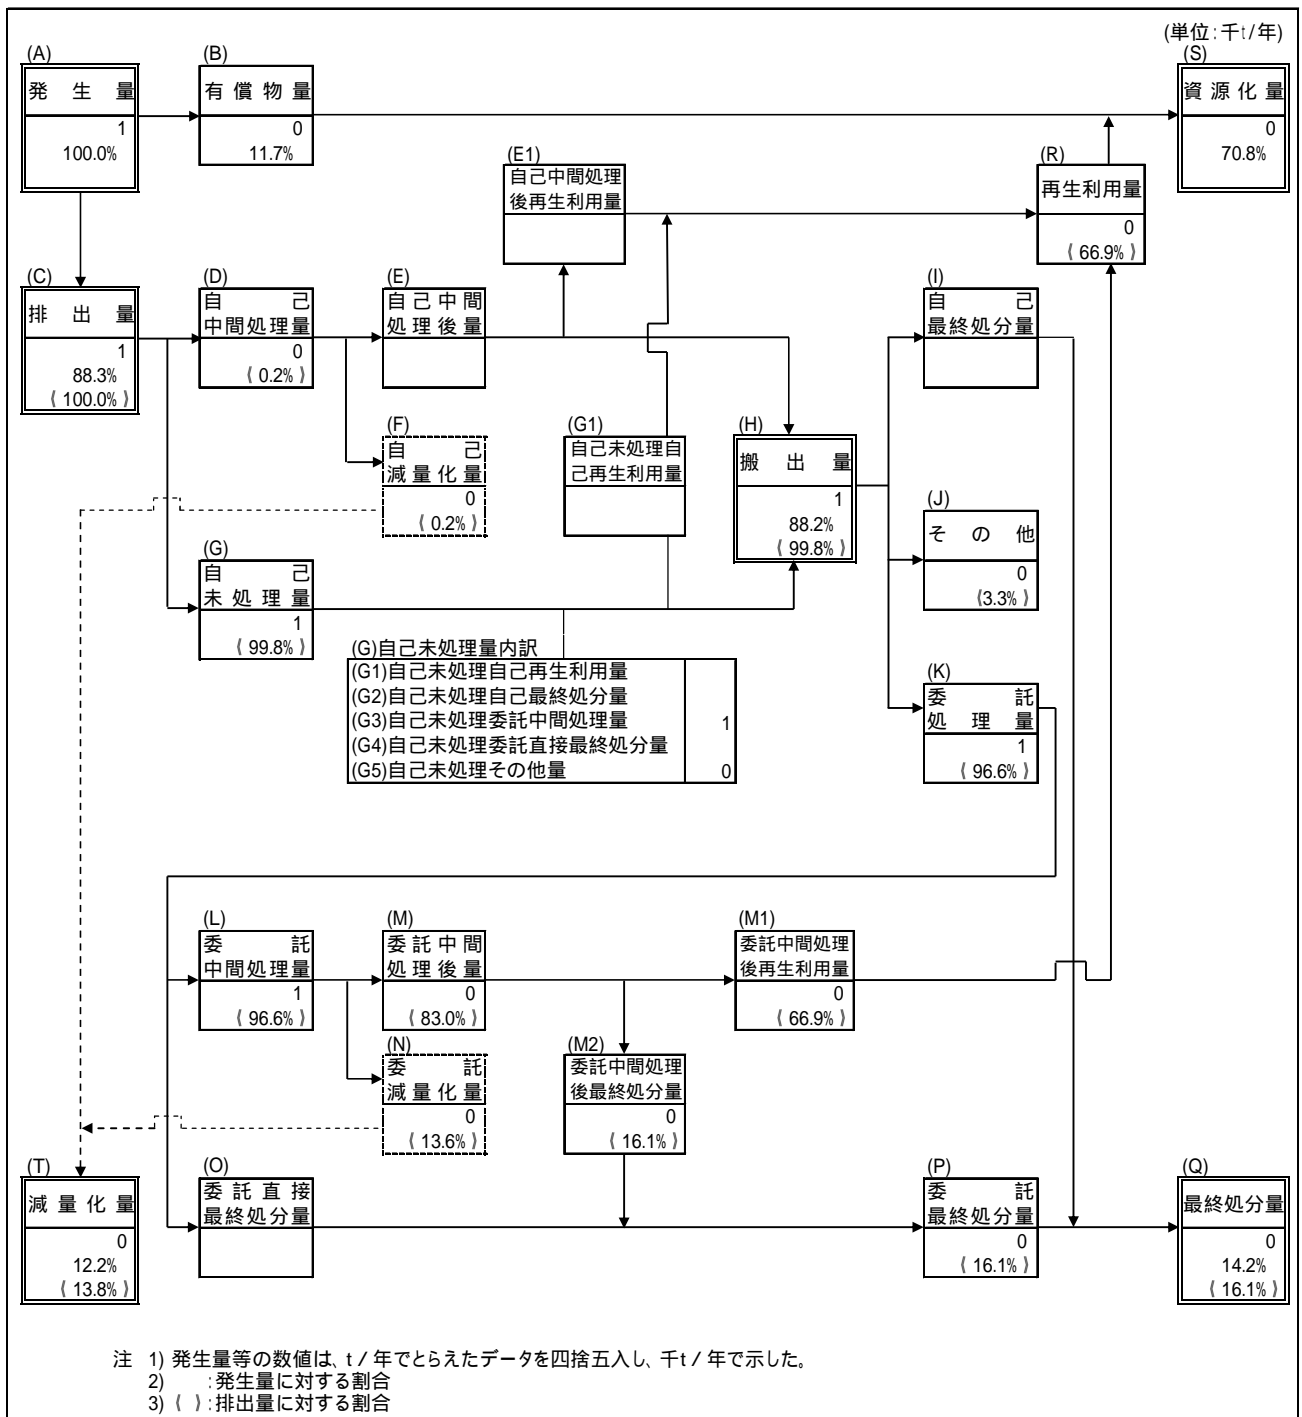 (単位:千t/年)
(A)
発生量
1
100.0%
(B)
有償物量
0
11.7%
(S)
資源化量
0
70.8%
(E1)
自己中間処理
後再生利用量
(R)
再生利用量
0
( 66.9% )
(C)
排出量
1
88.3%
( 100.0% )
(D)
自己
中間処理量
0
( 0.2% )
(E)
自己中間
処理後量
(I)
自己
最終処分量
(F)
自己
減量化量
0
( 0.2% )
(G1)
自己未処理自
己再生利用量
(H)
搬出量
1
88.2%
( 99.8% )
(J)
その他
0
(3.3% )
(G)
自己
未処理量
1
( 99.8% )
(G)自己未処理量内訳
(G1)自己未処理自己再生利用量
(G2)自己未処理自己最終処分量
(G3)自己未処理委託中間処理量 1
(G4)自己未処理委託直接最終処分量
(G5)自己未処理その他量 0
(K)
委託
処理量
1
( 96.6% )
(L)
委託
中間処理量
1
( 96.6% )
(M)
委託中間
処理後量
0
( 83.0% )
(M1)
委託中間処理
後再生利用量
0
( 66.9% )
(N)
委託
減量化量
0
( 13.6% )
(M2)
委託中間処理
後最終処分量
0
( 16.1% )
(T)
減量化量
0
12.2%
( 13.8% )
(O)
委託直接
最終処分量
(P)
委託
最終処分量
0
( 16.1% )
(Q)
最終処分量
0
14.2%
( 16.1% )
注 1) 発生量等の数値は、t/年でとらえたデータを四捨五入し、千t/年で示した。
2) :発生量に対する割合
3) ( ):排出量に対する割合